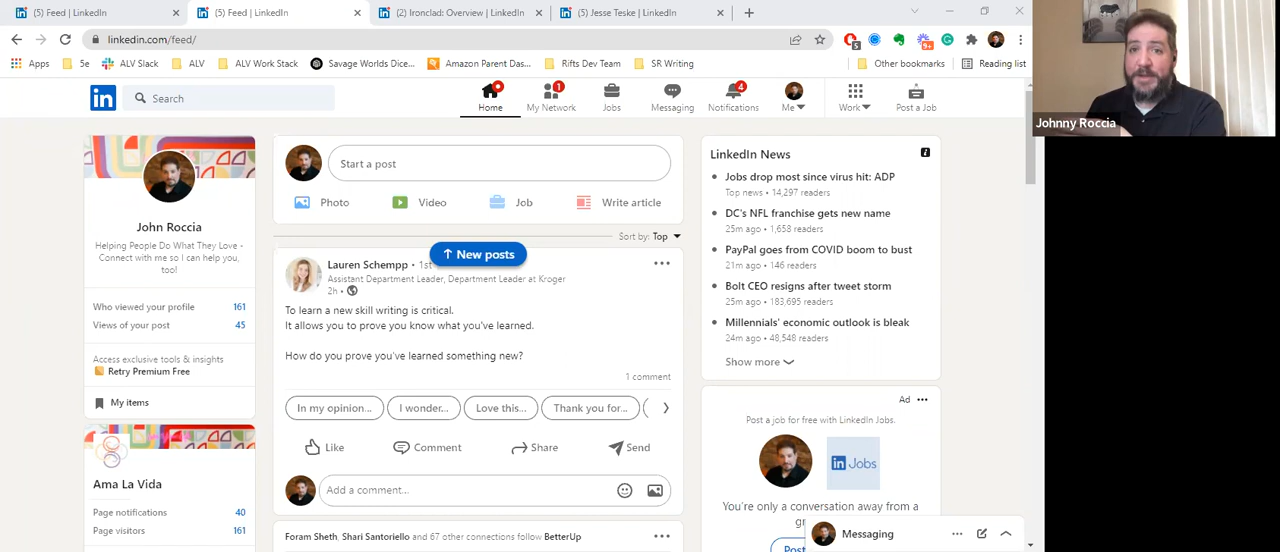 (5) Feed | LinkedIn
(5) Feed | LinkedIn
(2) Ironclad: Overview | LinkedIn
(5) Jesse Teske | LinkedIn
linkedin.com/feed/
5
9+
Apps
5e
ALV Slack
ALV
ALV Work Stack
Savage Worlds Dice...
Amazon Parent Das...
Rifts Dev Team
SR Writing
Other bookmarks
Reading list
in
Search
Home
1
My Network
Jobs
Messaging
4
Notifications
Me
Work
Post a Job
Johnny Roccia
John Roccia
Helping People Do What They Love -
Connect with me so I can help you,
too!
Who viewed your profile 161
Views of your post 45
Access exclusive tools & insights
Retry Premium Free
My items
Ama La Vida
Page notifications 40
Page visitors 161
Start a post
Photo
Video
Job
Write article
Sort by: Top
↑ New posts
Lauren Schempp • 1st
Assistant Department Leader, Department Leader at Kroger
2h •
To learn a new skill writing is critical.
It allows you to prove you know what you've learned.
How do you prove you've learned something new?
1 comment
In my opinion...
I wonder...
Love this...
Thank you for...
Like
Comment
Share
Send
Add a comment...
Foram Sheth, Shari Santoriello and 67 other connections follow BetterUp
LinkedIn News
Jobs drop most since virus hit: ADP
Top news • 14,297 readers
DC's NFL franchise gets new name
25m ago • 1,658 readers
PayPal goes from COVID boom to bust
21m ago • 146 readers
Bolt CEO resigns after tweet storm
25m ago • 183,695 readers
Millennials' economic outlook is bleak
24m ago • 48,548 readers
Show more
Ad
Post a job for free with LinkedIn Jobs.
in Jobs
You're only a conversation away from a
Post
Messaging